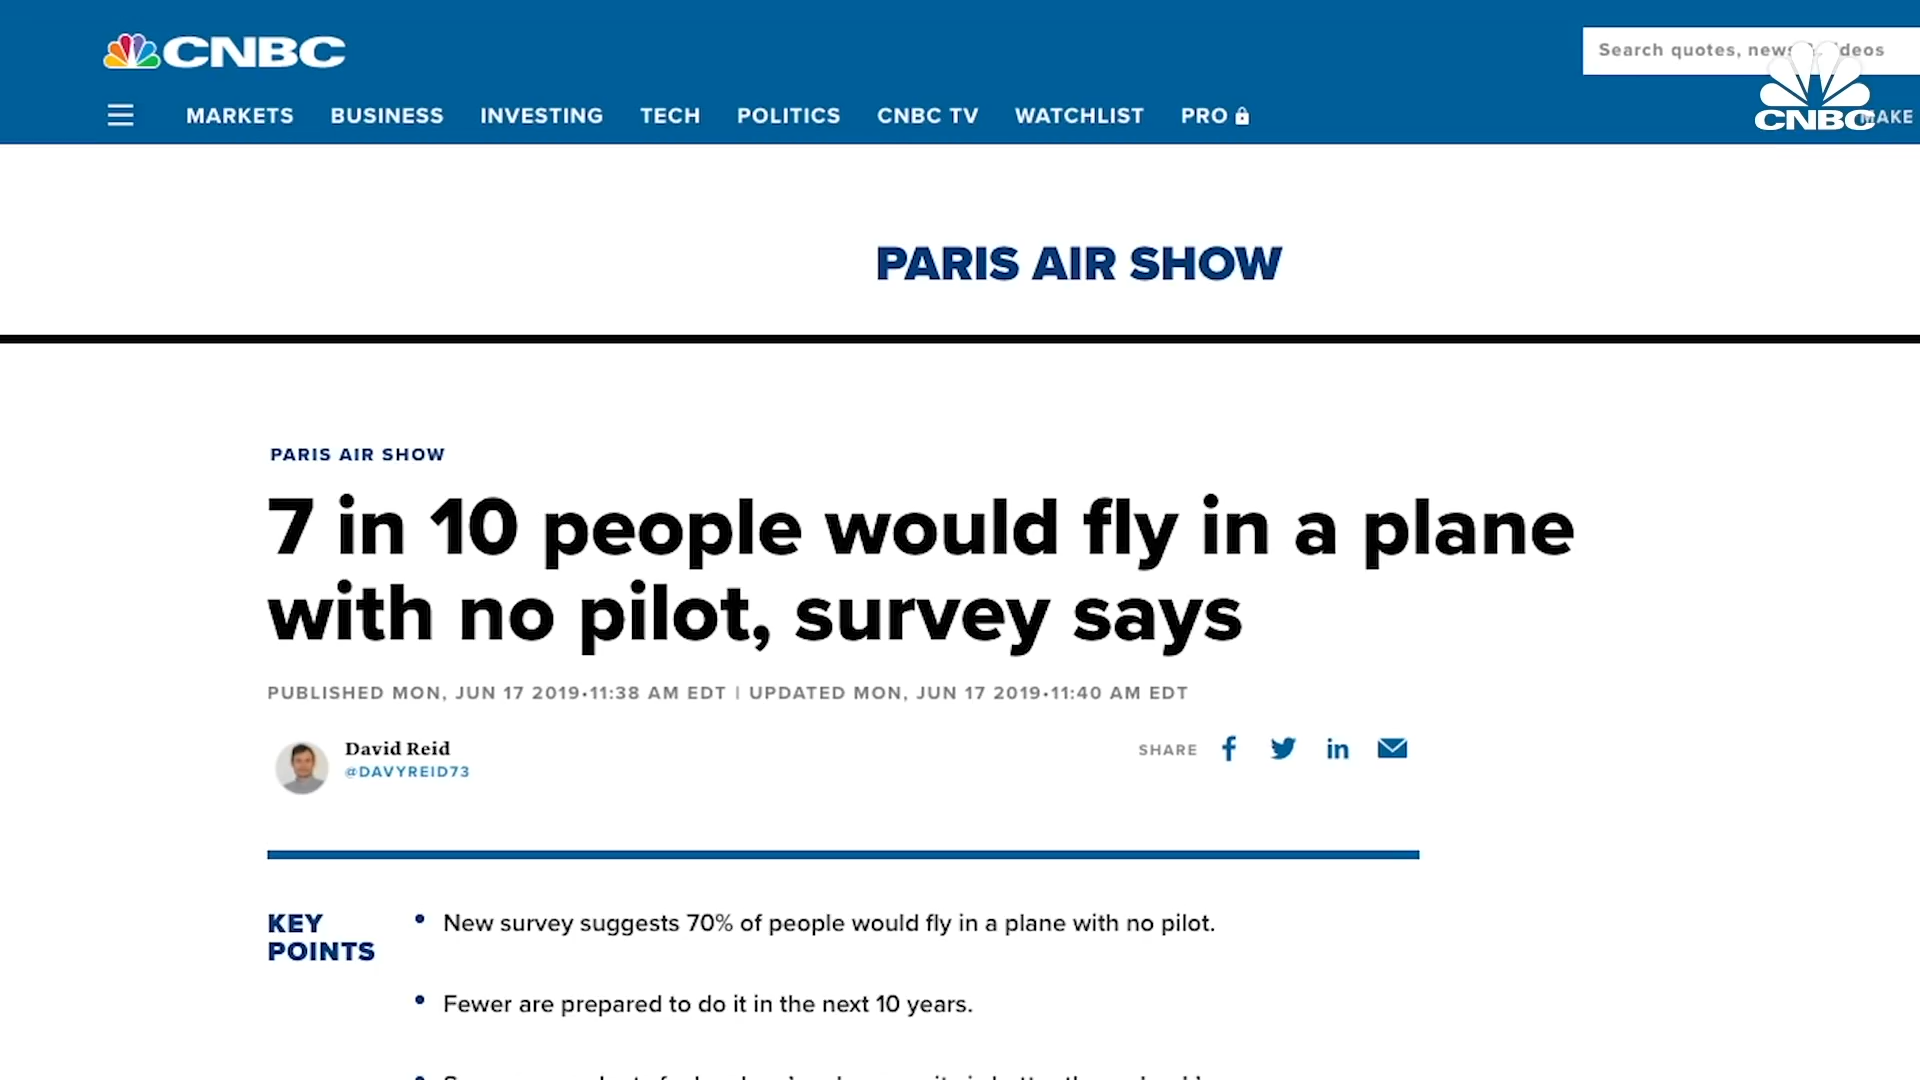 CNBC
Search quotes, news
MARKETS BUSINESS INVESTING TECH POLITICS CNBC TV WATCHLIST PRO
CNBC
MAKE
PARIS AIR SHOW
PARIS AIR SHOW
7 in 10 people would fly in a plane
with no pilot, survey says
PUBLISHED MON, JUN 17 2019•11:38 AM EDT | UPDATED MON, JUN 17 2019•11:40 AM EDT
David Reid
@DAVYREID73
SHARE
KEY
POINTS
• New survey suggests 70% of people would fly in a plane with no pilot.
• Fewer are prepared to do it in the next 10 years.